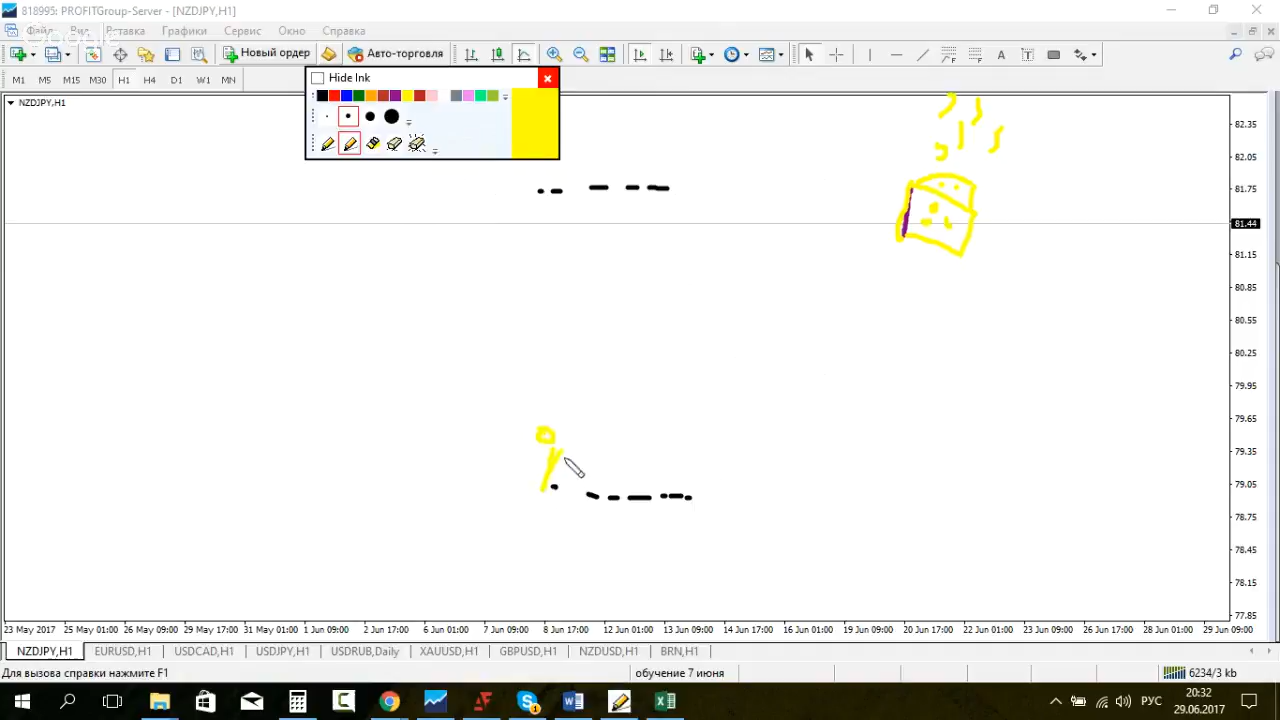 818995: PROFITGroup-Server - [NZDJPY,H1]
Файл Вид Вставка Графики Сервис Окно Справка
Новый ордер Авто-торговля
M1 M5 M15 M30 H1 H4 D1 W1 MN
Hide Ink
NZDJPY,H1
82.35
82.05
81.75
81.44
81.15
80.85
80.55
80.25
79.95
79.65
79.35
79.05
78.75
78.45
78.15
77.85
23 May 2017 25 May 01:00 26 May 09:00 29 May 17:00 31 May 01:00 1 Jun 09:00 2 Jun 17:00 6 Jun 01:00 7 Jun 09:00 8 Jun 17:00 12 Jun 01:00 13 Jun 09:00 14 Jun 17:00 16 Jun 01:00 19 Jun 09:00 20 Jun 17:00 22 Jun 01:00 23 Jun 09:00 26 Jun 17:00 28 Jun 01:00 29 Jun 09:00
NZDJPY,H1 EURUSD,H1 USDCAD,H1 USDJPY,H1 USDRUB,Daily XAUUSD,H1 GBPUSD,H1 NZDUSD,H1 BRN,H1
Для вызова справки нажмите F1 обучение 7 июня 6234/3 kb
РУС 20:32
29.06.2017